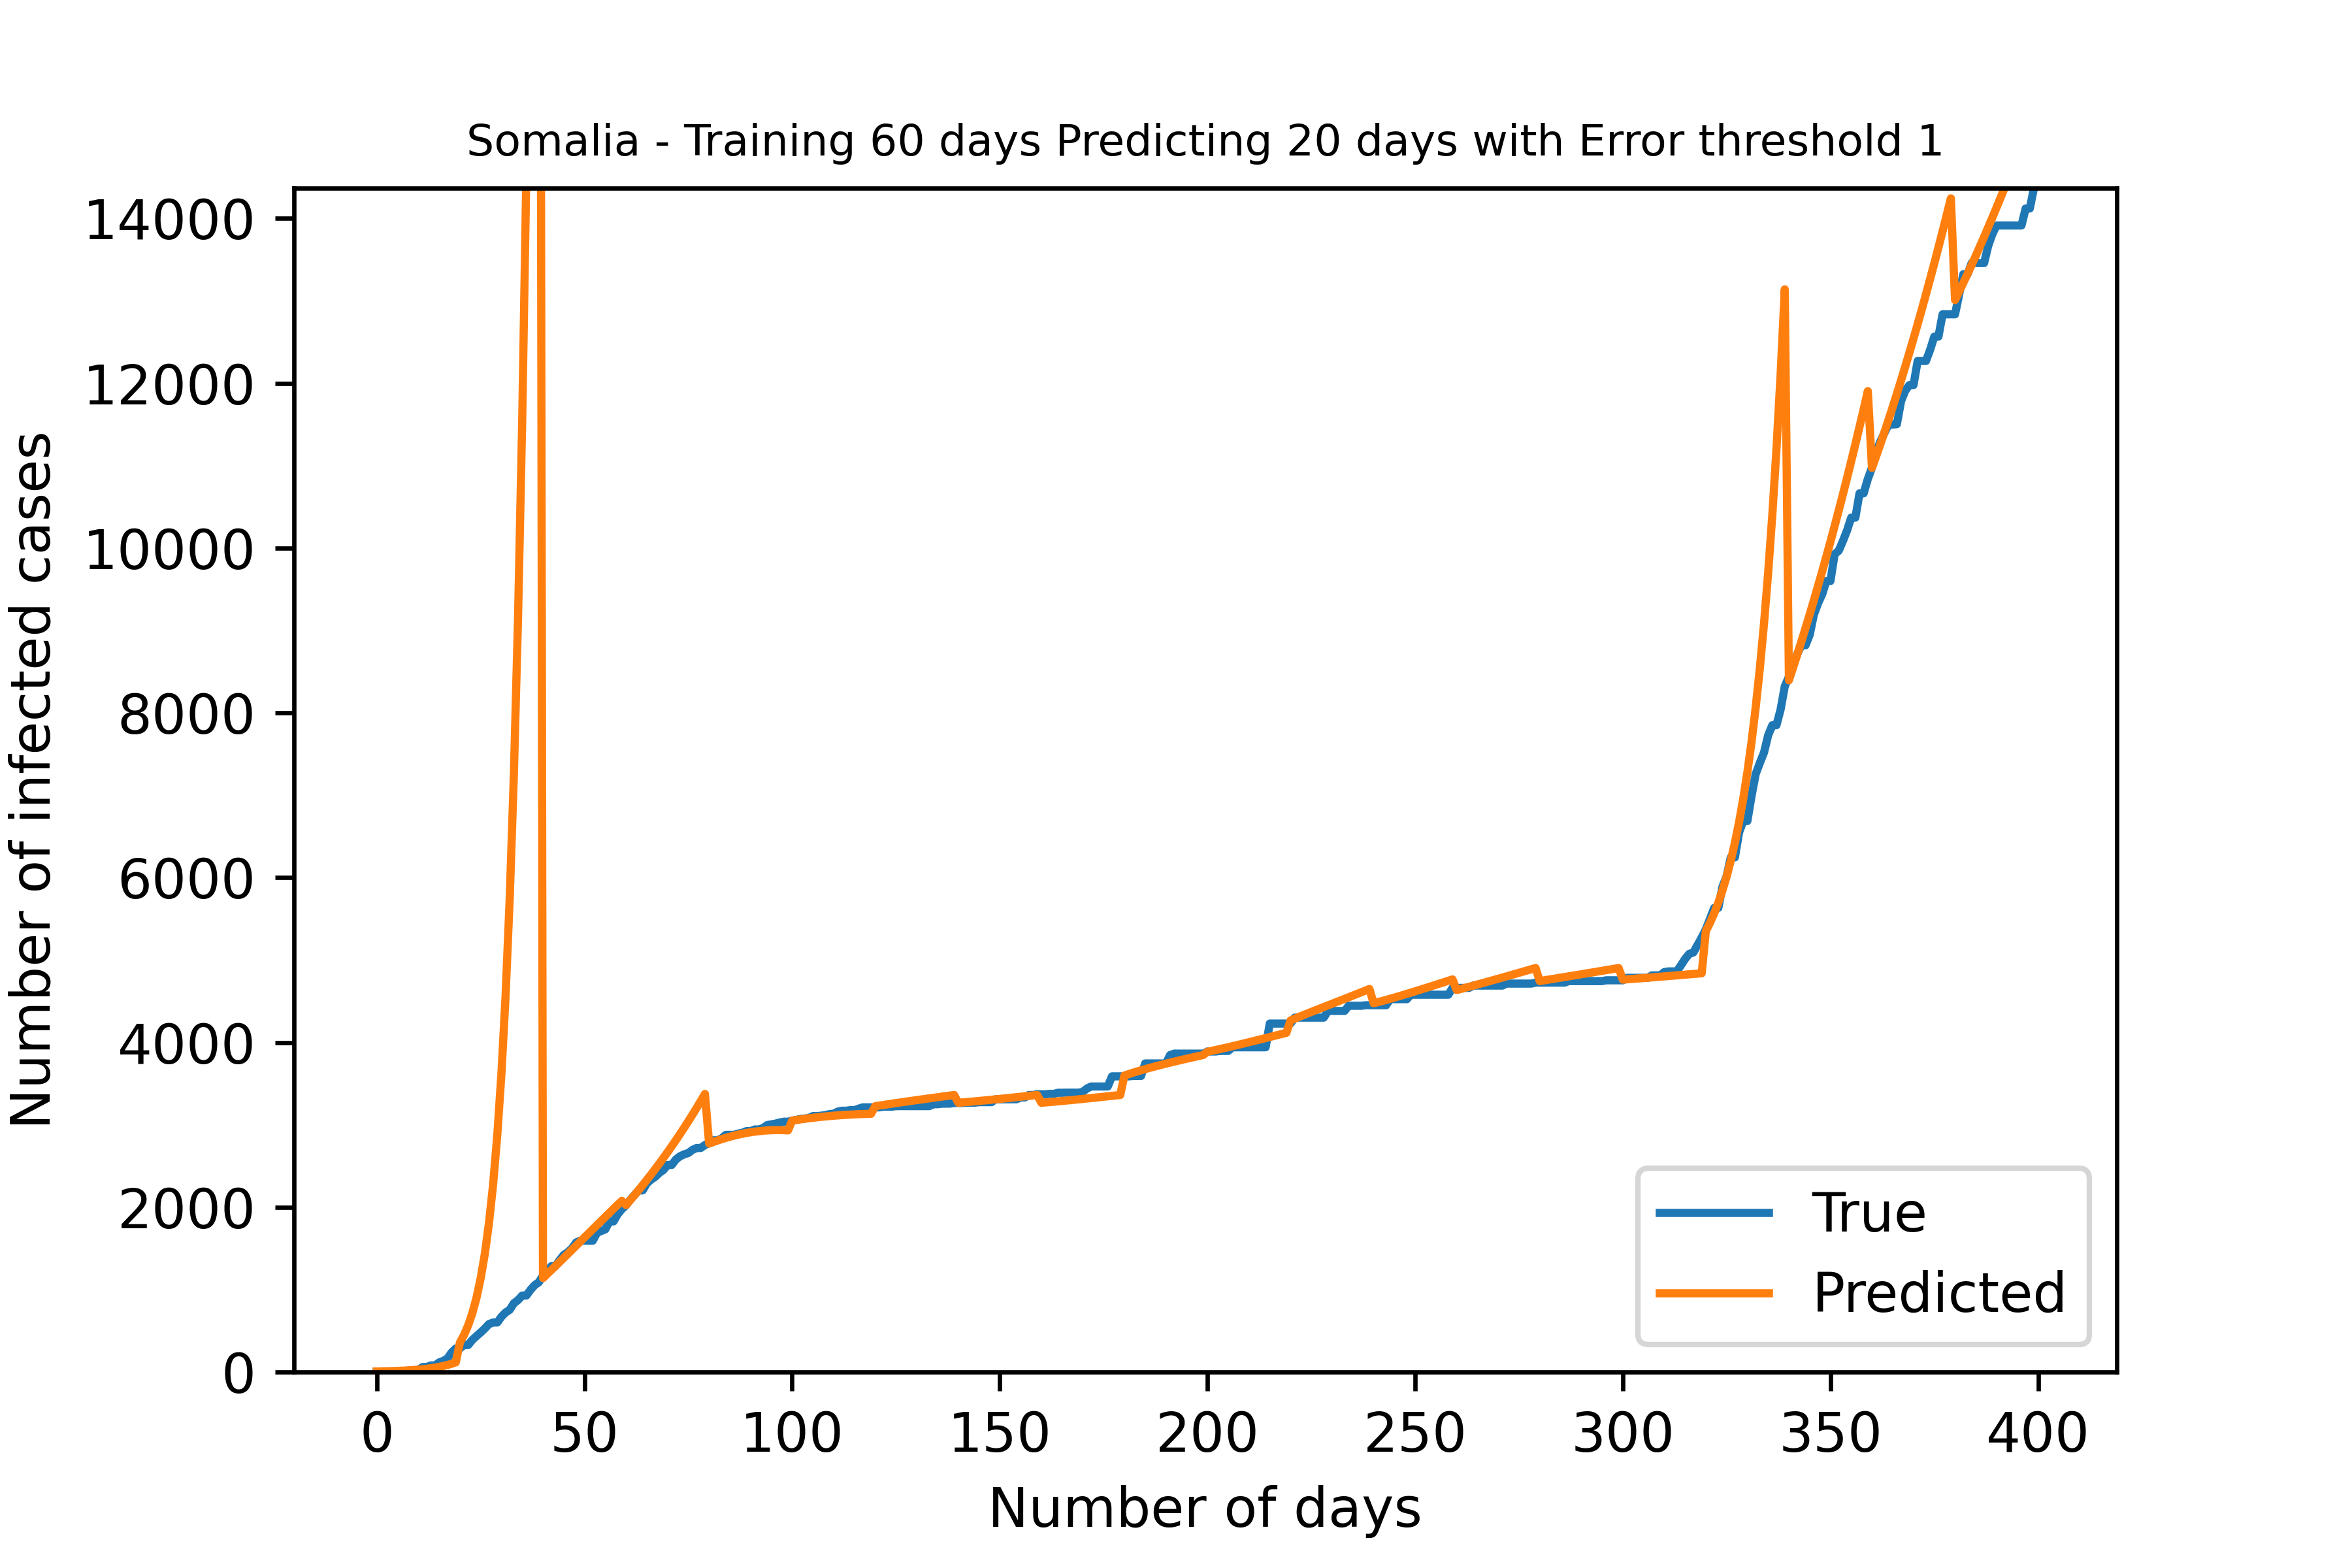 Somalia - Training 60 days Predicting 20 days with Error threshold 1
14000
12000
10000
8000
6000
4000
2000
0
Number of infected cases
True
Predicted
0 50 100 150 200 250 300 350 400
Number of days